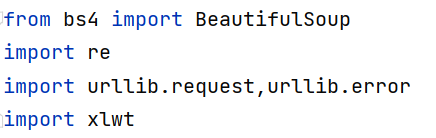 from bs4 import BeautifulSoup
import re
import urllib.request,urllib.error
import xlwt